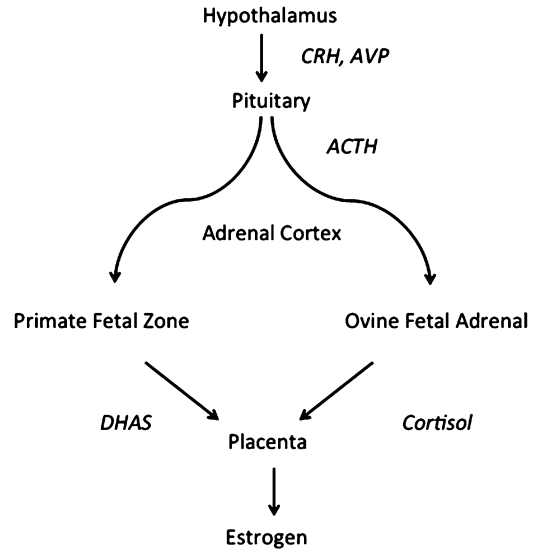 Hypothalamus
CRH, AVP
Pituitary
ACTH
Adrenal Cortex
Primate Fetal Zone
Ovine Fetal Adrenal
DHAS
Cortisol
Placenta
Estrogen